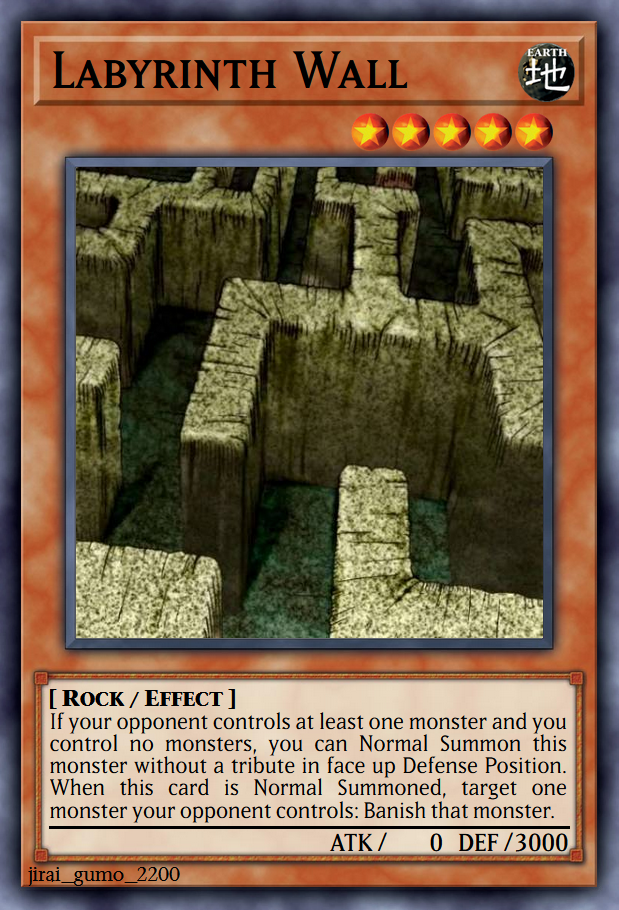 LABYRINTH WALL
EARTH
地
[ ROCK / EFFECT ]
If your opponent controls at least one monster and you
control no monsters, you can Normal Summon this
monster without a tribute in face up Defense Position.
When this card is Normal Summoned, target one
monster your opponent controls: Banish that monster.
ATK / 0 DEF /3000
jirai_gumo_2200